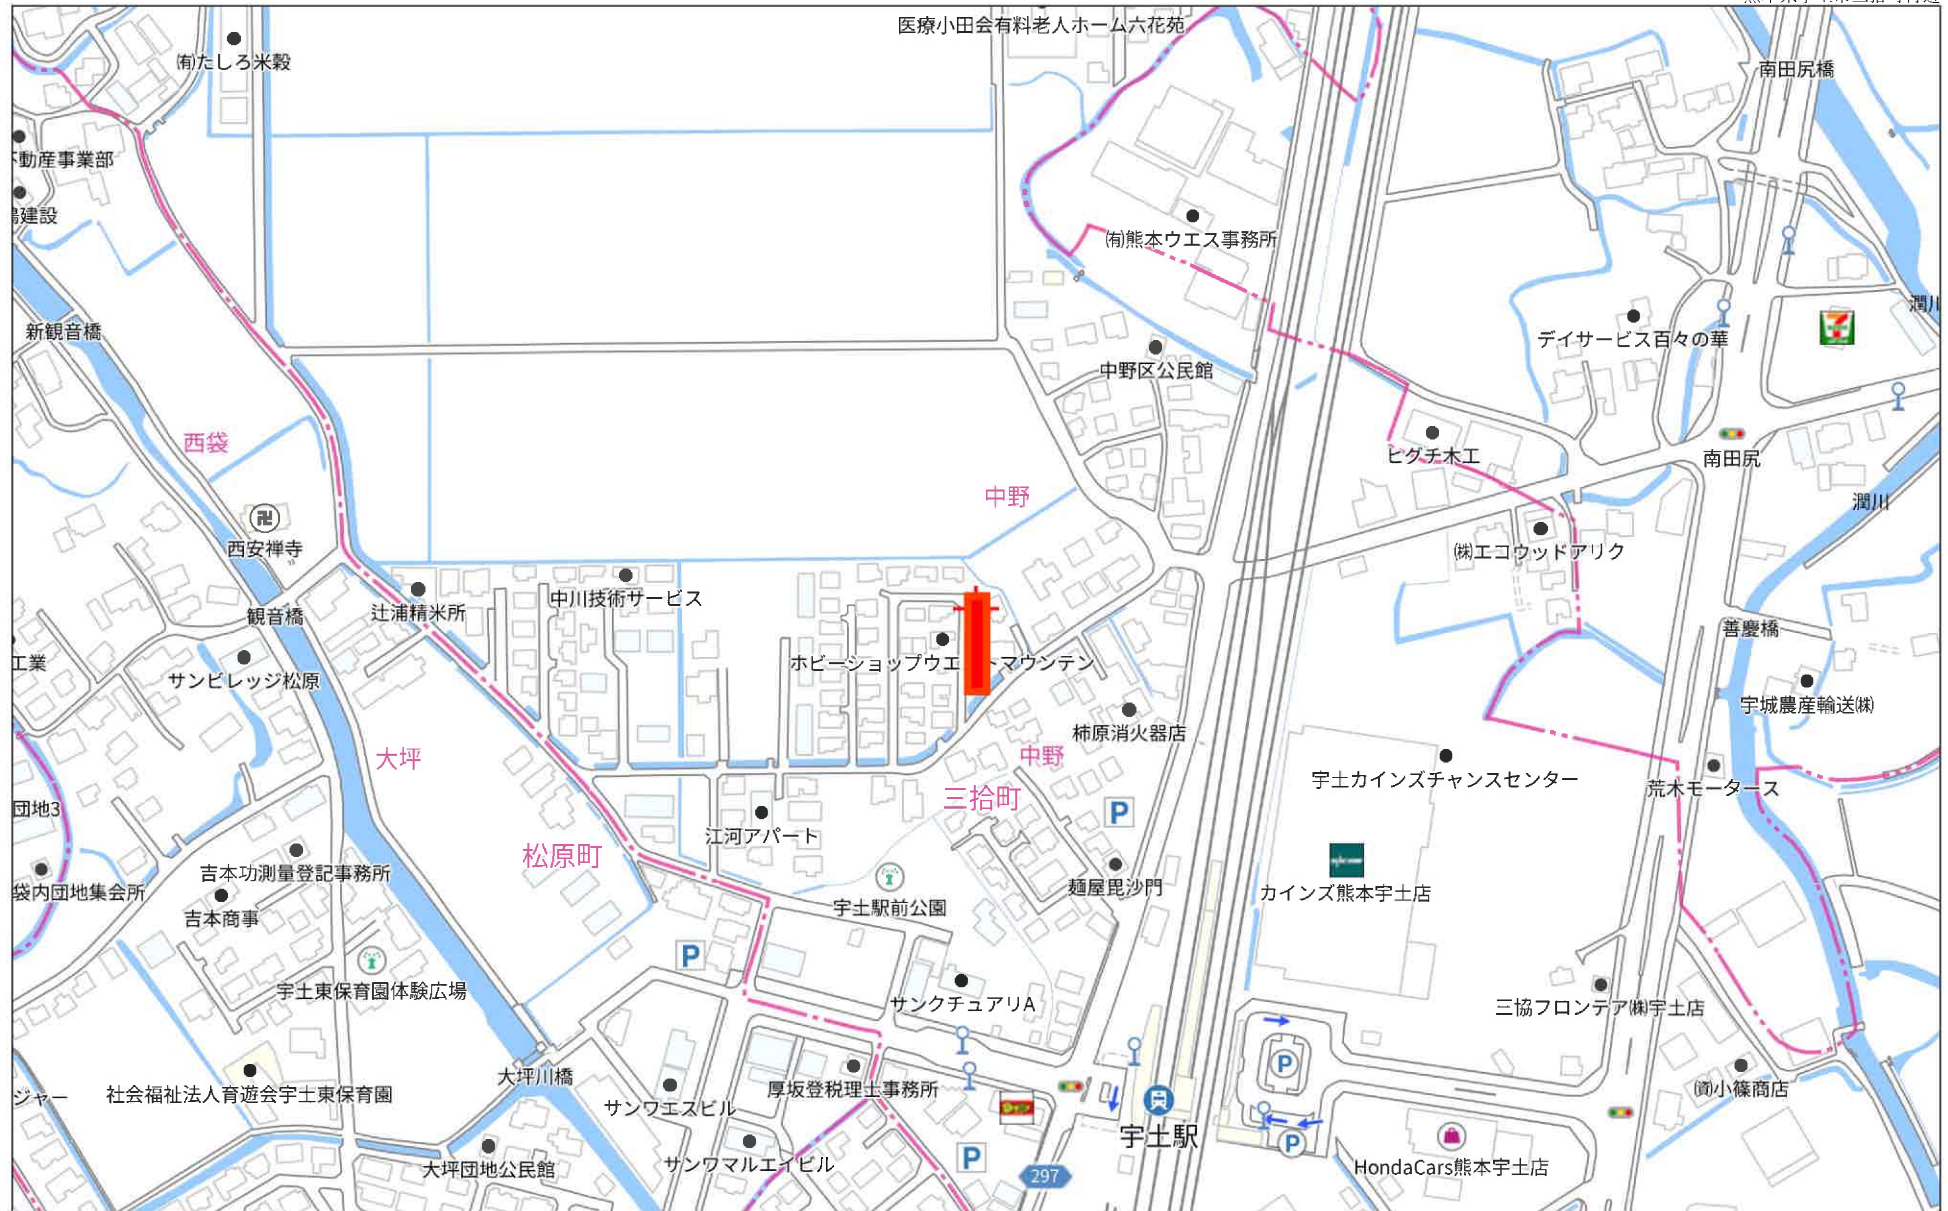 医療小田会有料老人ホーム六花苑
㈲たしろ米穀
南田尻橋
動産事業部
建設
㈲熊本ウエス事務所
新観音橋
デイサービス百々の華
中野区公民館
西袋
ヒグチ木工
南田尻
中野
潤川
西安禅寺
㈱エコウッドアリク
辻浦精米所
中川技術サービス
観音橋
善慶橋
工業
ホビーショップウエ
トマウンテン
サンビレッジ松原
宇城農産輸送㈱
柿原消火器店
大坪
中野
宇土カインズチャンスセンター
荒木モータース
三拾町
団地3
P
江河アパート
松原町
吉本功測量登記事務所
袋内団地集会所
麺屋毘沙門
カインズ熊本宇土店
吉本商事
宇土駅前公園
P
宇土東保育園体験広場
サンクチュアリA
三協フロンテア㈱宇土店
P
大坪川橋
社会福祉法人育遊会宇土東保育園
ジャー
厚坂登税理士事務所
㈾小篠商店
サンワエスビル
宇土駅
P
大坪団地公民館
サンワマルエイビル
P
HondaCars熊本宇土店
297